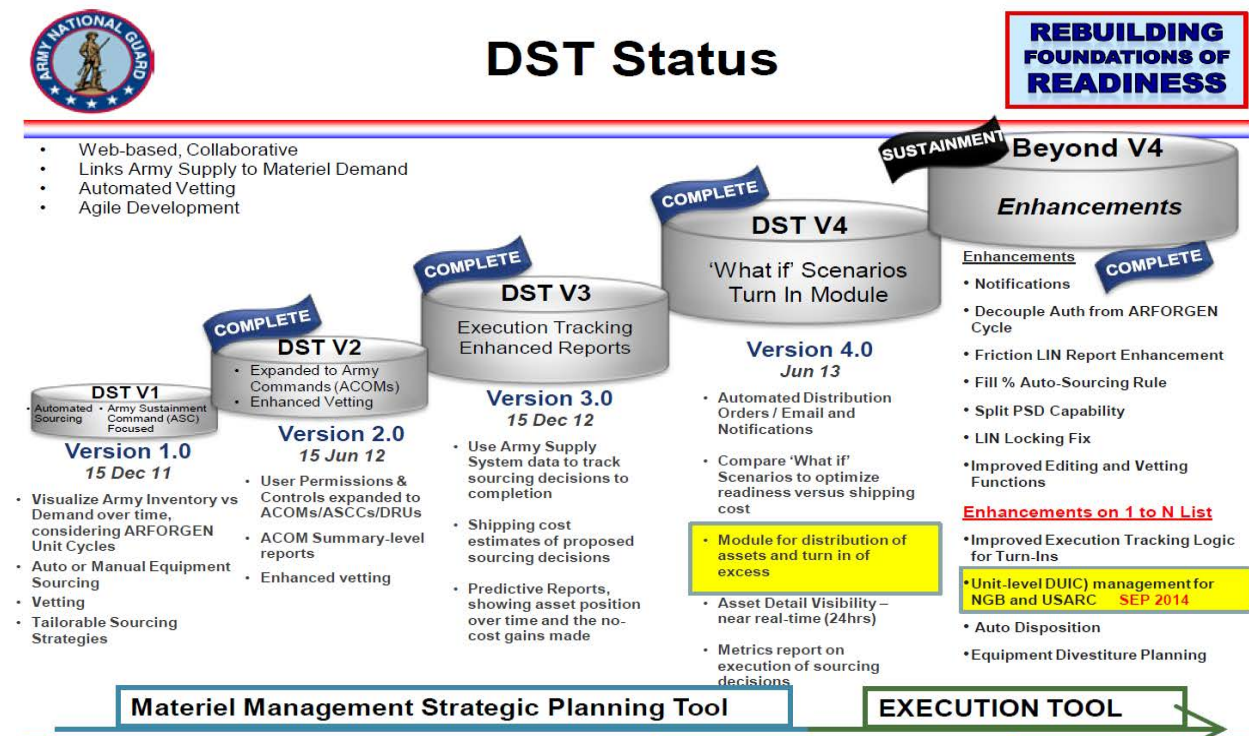 ARMY NATIONAL GUARD
DST Status
REBUILDING
FOUNDATIONS OF
READINESS
• Web-based, Collaborative
• Links Army Supply to Materiel Demand
• Automated Vetting
• Agile Development
DST V1
• Automated Sourcing
• Army Sustainment
Command (ASC)
Focused
Version 1.0
15 Dec 11
• Visualize Army Inventory vs
Demand over time,
considering ARFORGEN
Unit Cycles
• Auto or Manual Equipment
Sourcing
• Vetting
• Tailorable Sourcing
Strategies
COMPLETE
DST V2
• Expanded to Army
Commands (ACOMs)
• Enhanced Vetting
Version 2.0
15 Jun 12
• User Permissions &
Controls expanded to
ACOMs/ASCCs/DRUs
• ACOM Summary-level
reports
• Enhanced vetting
COMPLETE
DST V3
Execution Tracking
Enhanced Reports
Version 3.0
15 Dec 12
• Use Army Supply
System data to track
sourcing decisions to
completion
• Shipping cost
estimates of proposed
sourcing decisions
• Predictive Reports,
showing asset position
over time and the no-
cost gains made
COMPLETE
DST V4
‘What if’ Scenarios
Turn In Module
Version 4.0
Jun 13
• Automated Distribution
Orders / Email and
Notifications
• Compare ‘What if’
Scenarios to optimize
readiness versus shipping
cost
• Module for distribution of
assets and turn in of
excess
• Asset Detail Visibility –
near real-time (24hrs)
• Metrics report on
execution of sourcing
decisions
SUSTAINMENT
Beyond V4
Enhancements
Enhancements
COMPLETE
• Notifications
• Decouple Auth from ARFORGEN
Cycle
• Friction LIN Report Enhancement
• Fill % Auto-Sourcing Rule
• Split PSD Capability
• LIN Locking Fix
•Improved Editing and Vetting
Functions
Enhancements on 1 to N List
•Improved Execution Tracking Logic
for Turn-Ins
•Unit-level DUIC) management for
NGB and USARC SEP 2014
• Auto Disposition
•Equipment Divestiture Planning
Materiel Management Strategic Planning Tool
EXECUTION TOOL